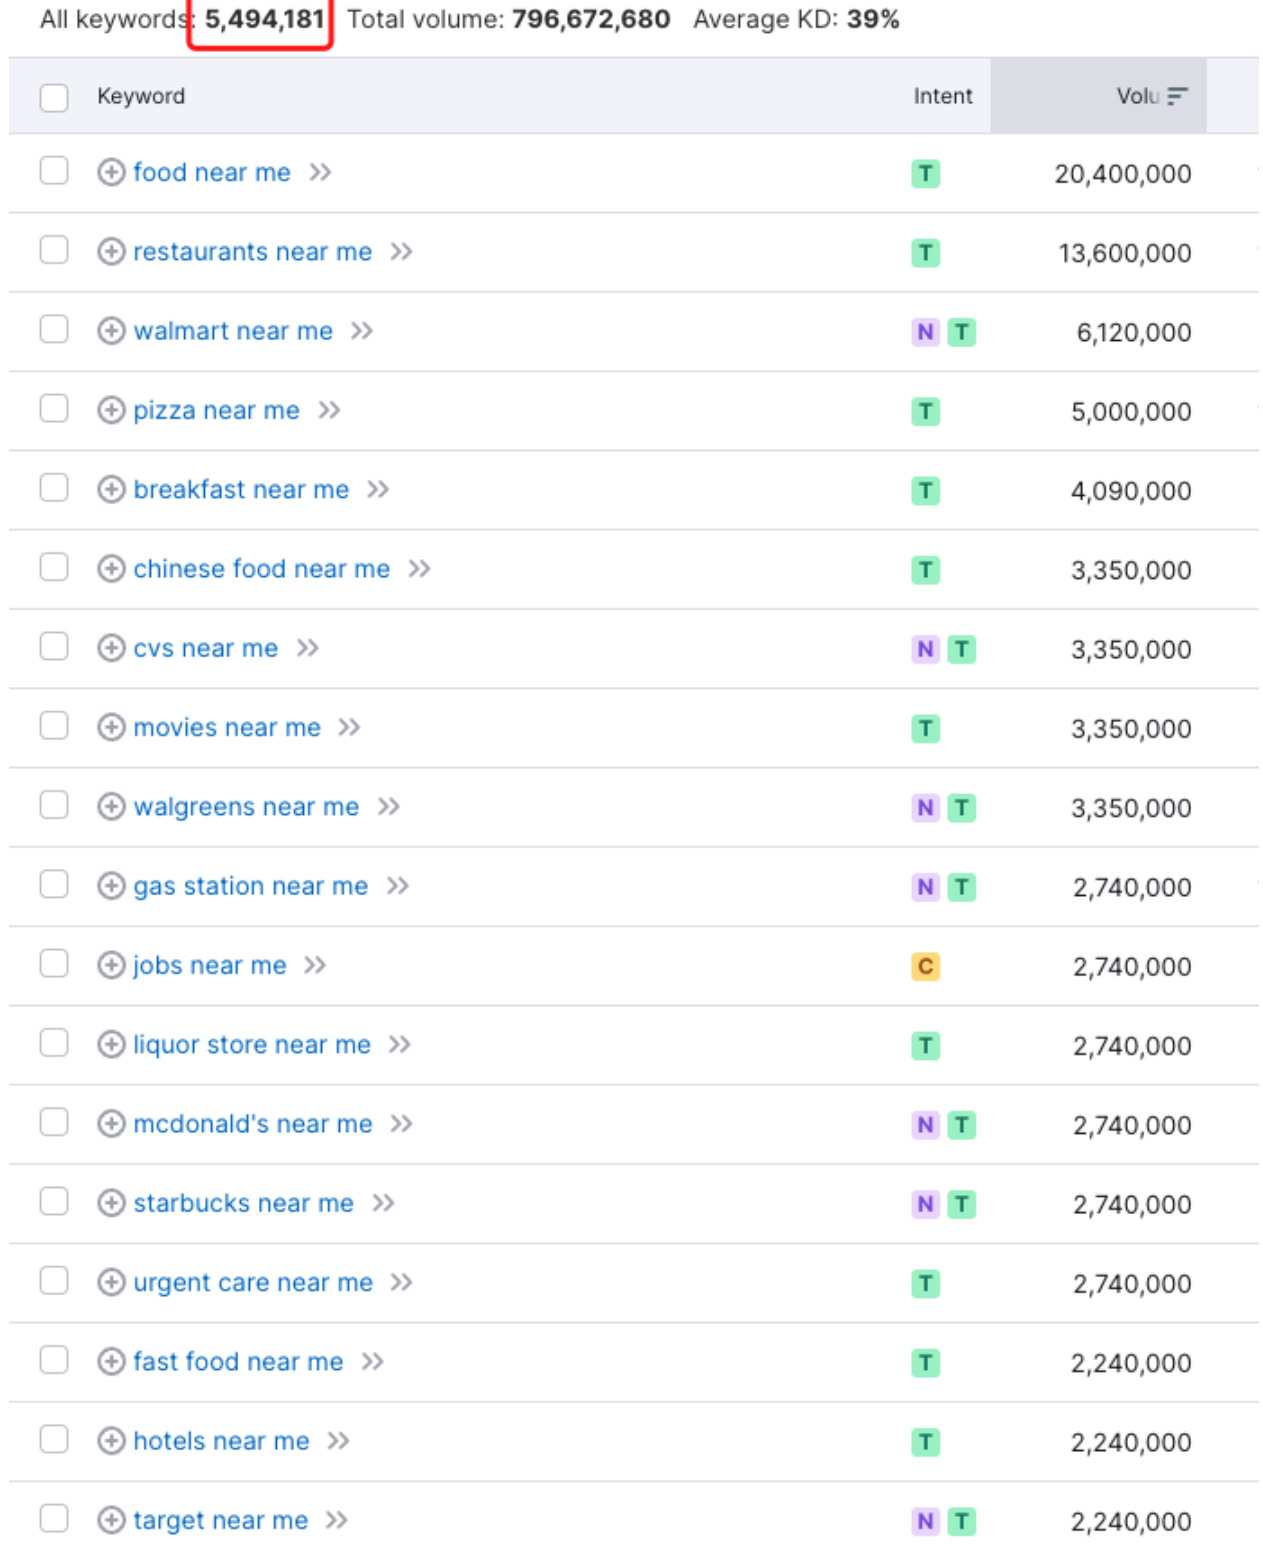 All keywords: 5,494,181 Total volume: 796,672,680 Average KD: 39%
Keyword Intent Volu
food near me T 20,400,000
restaurants near me T 13,600,000
walmart near me N T 6,120,000
pizza near me T 5,000,000
breakfast near me T 4,090,000
chinese food near me T 3,350,000
cvs near me N T 3,350,000
movies near me T 3,350,000
walgreens near me N T 3,350,000
gas station near me N T 2,740,000
jobs near me C 2,740,000
liquor store near me T 2,740,000
mcdonald's near me N T 2,740,000
starbucks near me N T 2,740,000
urgent care near me T 2,740,000
fast food near me T 2,240,000
hotels near me T 2,240,000
target near me N T 2,240,000